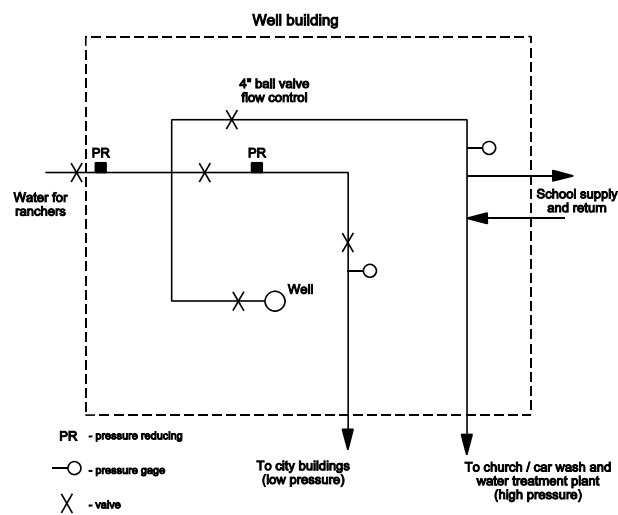 Well building
4" ball valve
flow control
PR
PR
Water for
ranchers
School supply
and return
Well
PR - pressure reducing
- pressure gage
- valve
To city buildings
(low pressure)
To church / car wash and
water treatment plant
(high pressure)